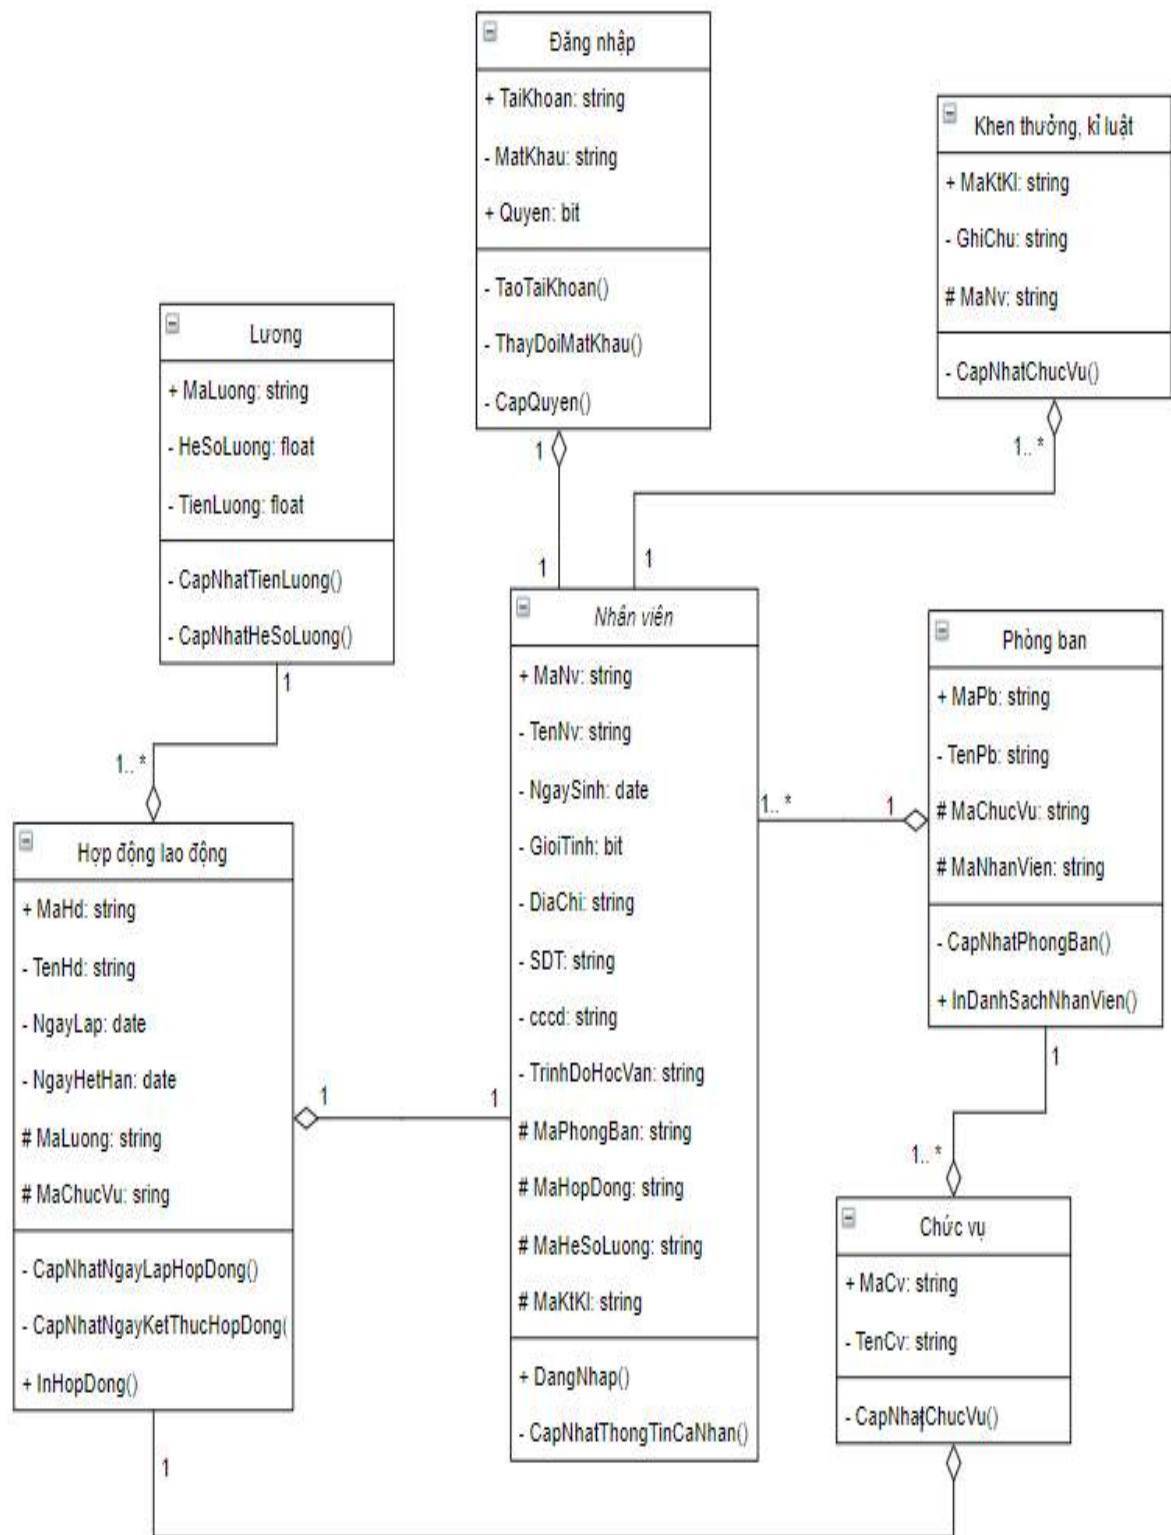 Đăng nhập
+ TaiKhoan: string
- MatKhau: string
+ Quyen: bit
- TaoTaiKhoan()
- ThayDoiMatKhau()
- CapQuyen()
1
1
Khen thưởng, kỉ luật
+ MaKtKl: string
- GhiChu: string
# MaNv: string
- CapNhatChucVu()
1.. *
1
Lương
+ MaLuong: string
- HeSoLuong: float
- TienLuong: float
- CapNhatTienLuong()
- CapNhatHeSoLuong()
1
1.. *
Nhân viên
+ MaNv: string
- TenNv: string
- NgaySinh: date
- GioiTinh: bit
- DiaChi: string
- SDT: string
- cccd: string
- TrinhDoHocVan: string
# MaPhongBan: string
# MaHopDong: string
# MaHeSoLuong: string
# MaKtKl: string
+ DangNhap()
- CapNhatThongTinCaNhan()
1.. *
1
Phòng ban
+ MaPb: string
- TenPb: string
# MaChucVu: string
# MaNhanVien: string
- CapNhatPhongBan()
+ InDanhSachNhanVien()
1
1.. *
Hợp động lao động
+ MaHd: string
- TenHd: string
- NgayLap: date
- NgayHetHan: date
# MaLuong: string
# MaChucVu: sring
- CapNhatNgayLapHopDong()
- CapNhatNgayKetThucHopDong(
+ InHopDong()
1
1
1
Chức vụ
+ MaCv: string
- TenCv: string
- CapNhatChucVu()